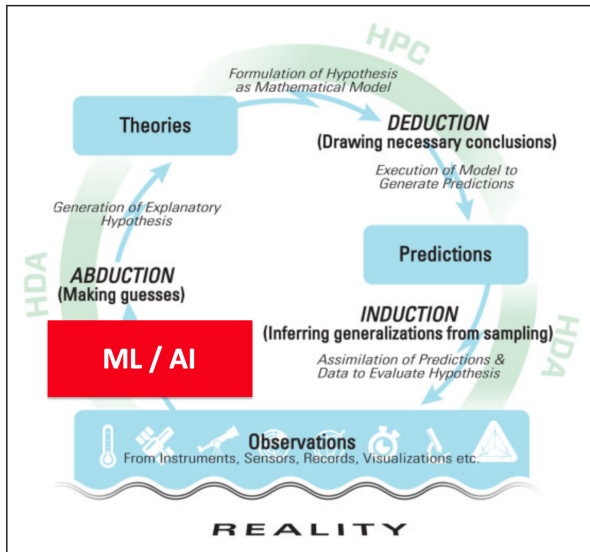 HPC
Formulation of Hypothesis
as Mathematical Model
Theories
DEDUCTION
(Drawing necessary conclusions)
Execution of Model to
Generate Predictions
Generation of Explanatory
Hypothesis
Predictions
HDA
ABDUCTION
(Making guesses)
INDUCTION
(Inferring generalizations from sampling)
HDA
ML / AI
Assimilation of Predictions &
Data to Evaluate Hypothesis
Observations
From Instruments, Sensors, Records, Visualizations etc.
REALITY